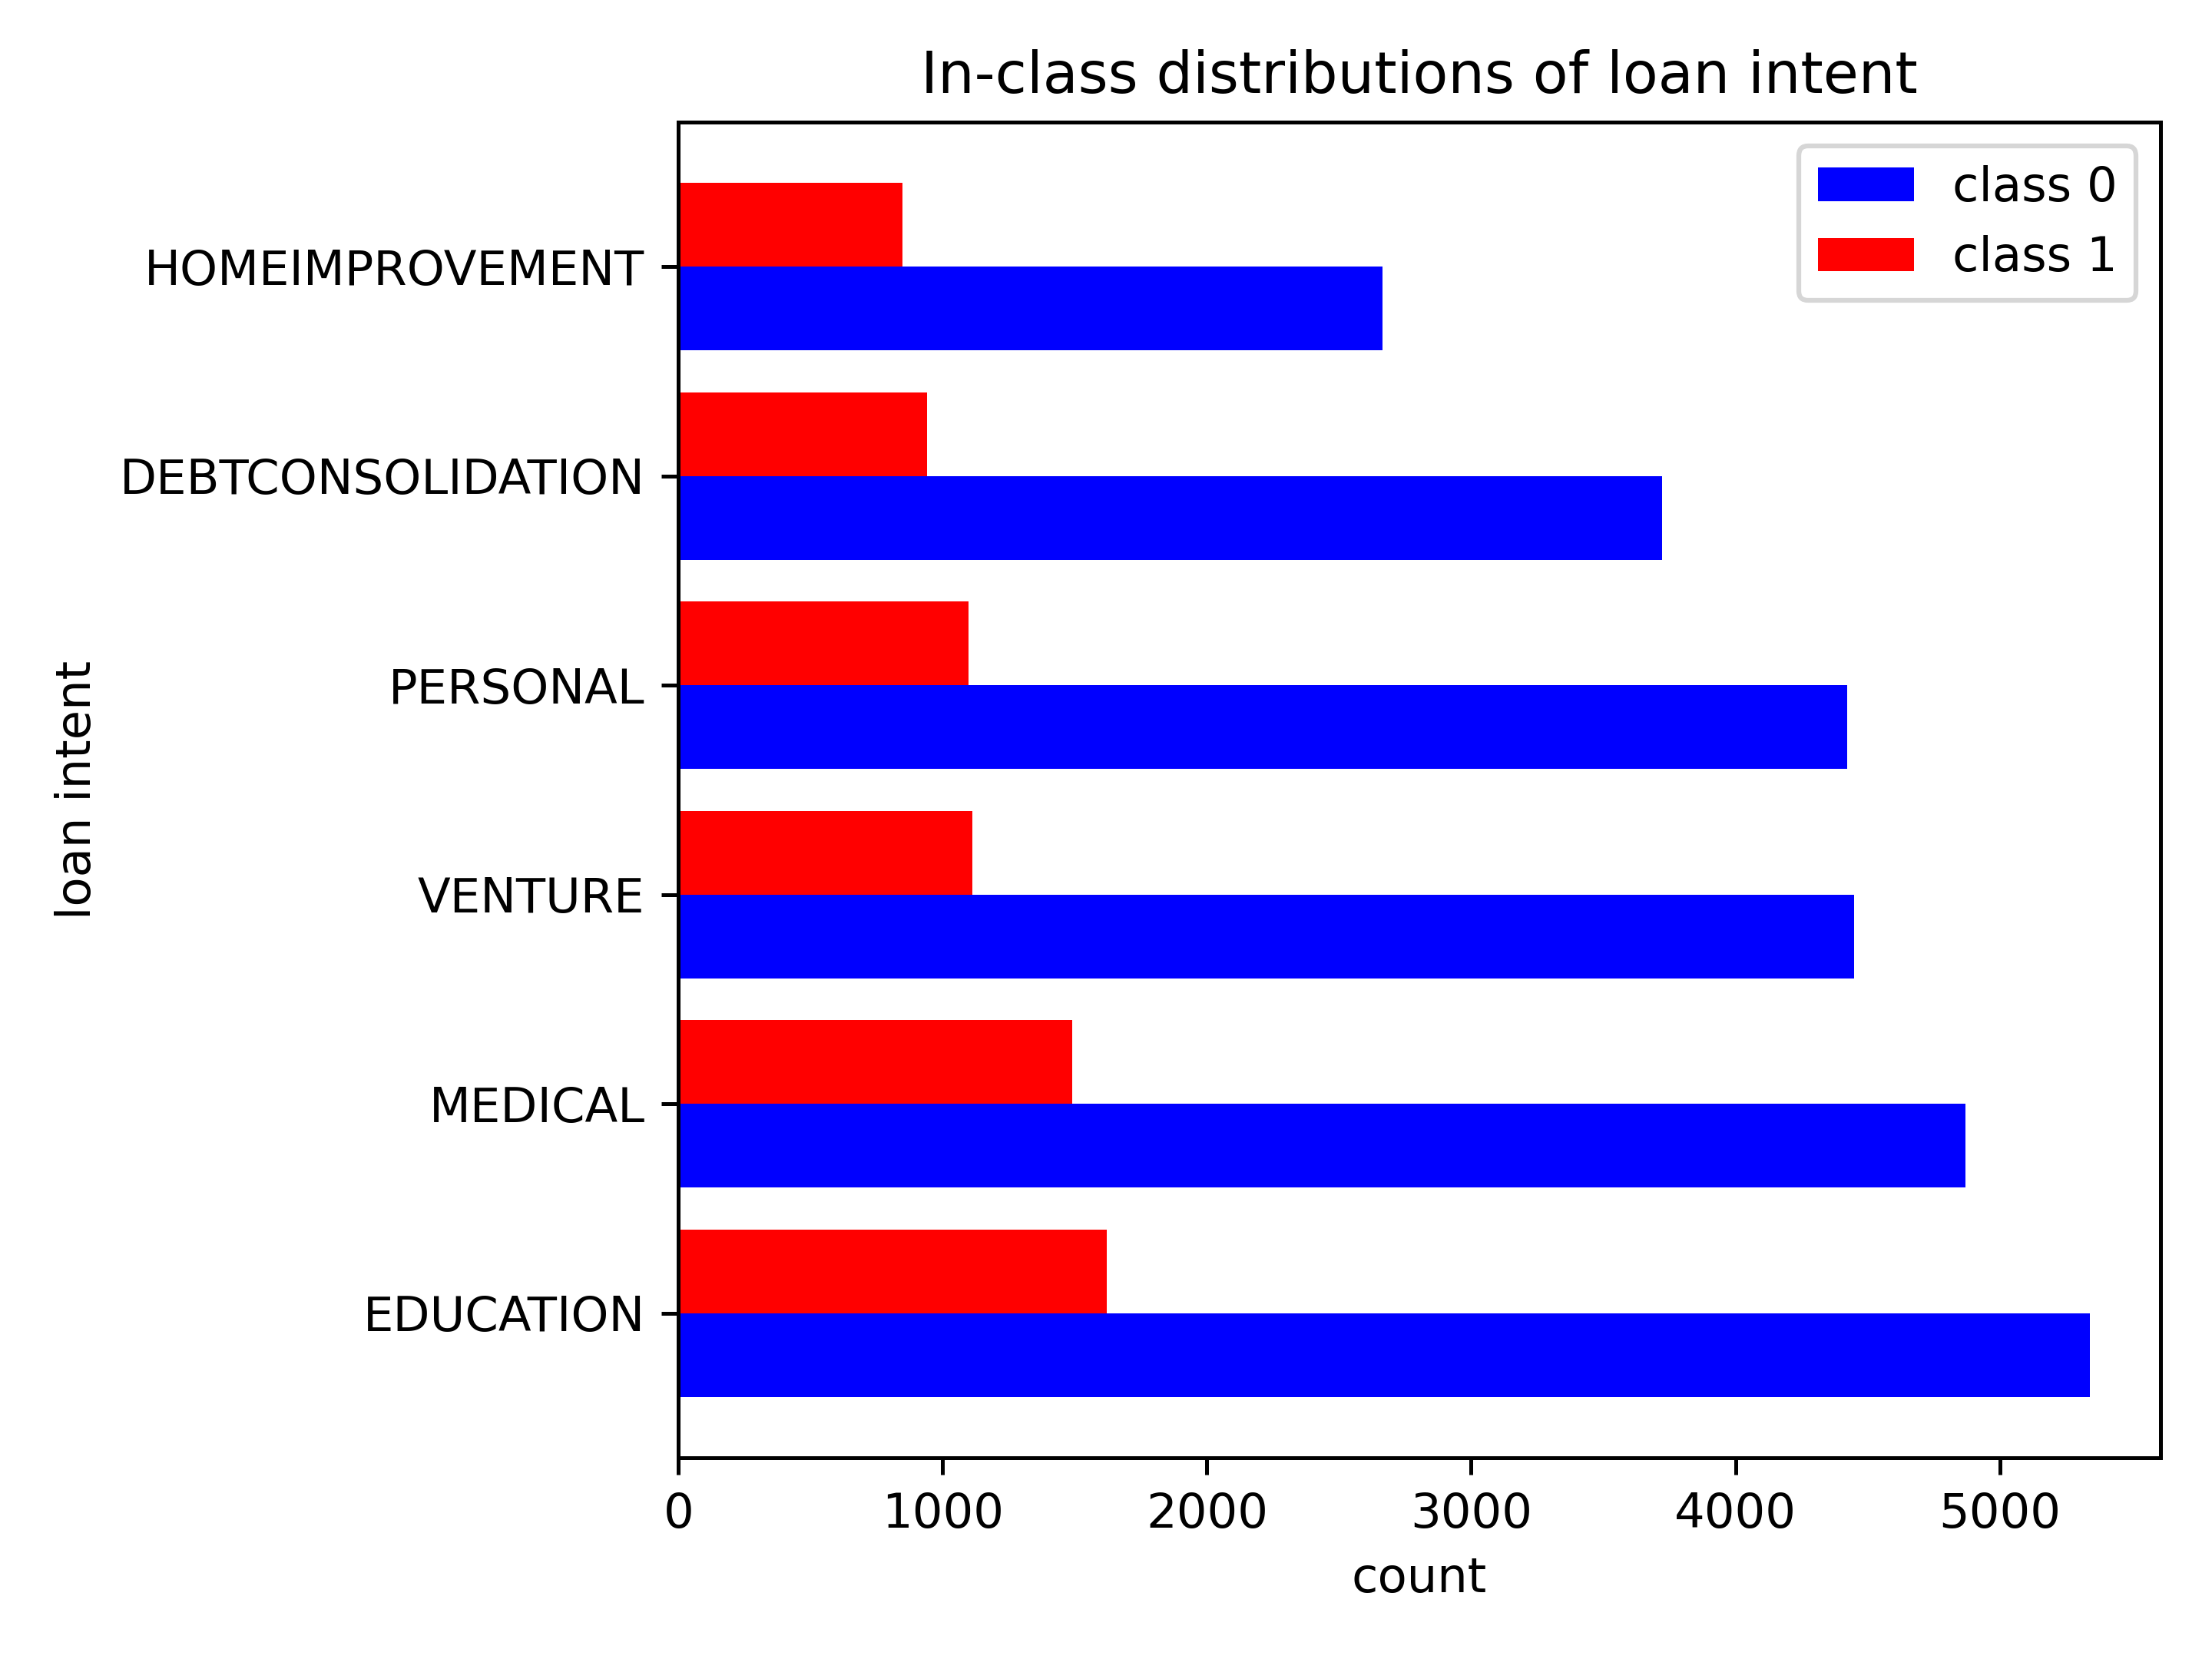 In-class distributions of loan intent
class 0
class 1
HOMEIMPROVEMENT
DEBTCONSOLIDATION
PERSONAL
VENTURE
MEDICAL
EDUCATION
loan intent
0 1000 2000 3000 4000 5000
count